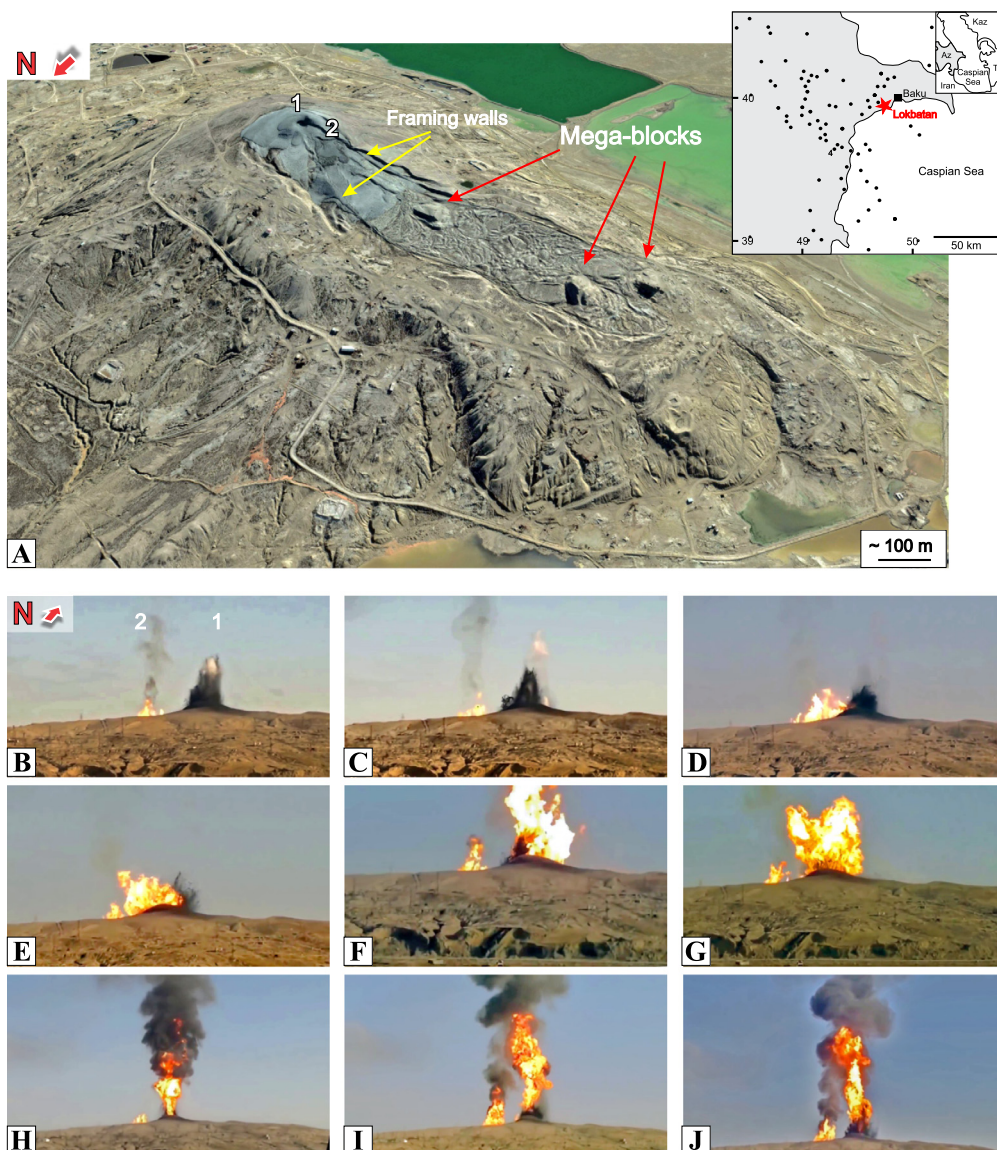 N
1
2
Framing walls
Mega-blocks
A
~ 100 m
Kaz
Az
Caspian
Sea
T
Iran
40
Baku
Lokbatan
4
Caspian Sea
39
49
50
50 km
N
2
1
B
C
D
E
F
G
H
I
J